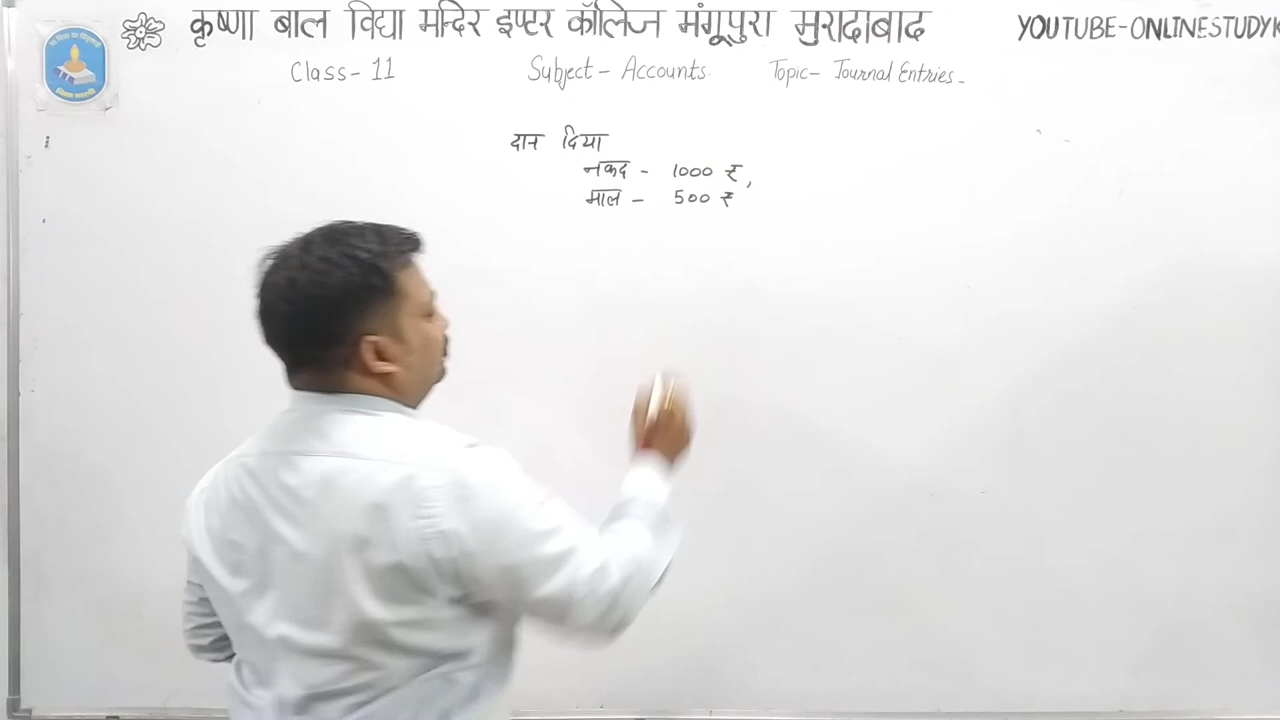 कृष्णा बाल विद्या मन्दिर इण्टर कॉलिज मंगूपुरा मुरादाबाद
YOUTUBE-ONLINESTUDYK
Class-11 Subject- Accounts. Topic- Journal Entries-
दान दिया
नकद - 1000 ₹,
माल - 500 ₹